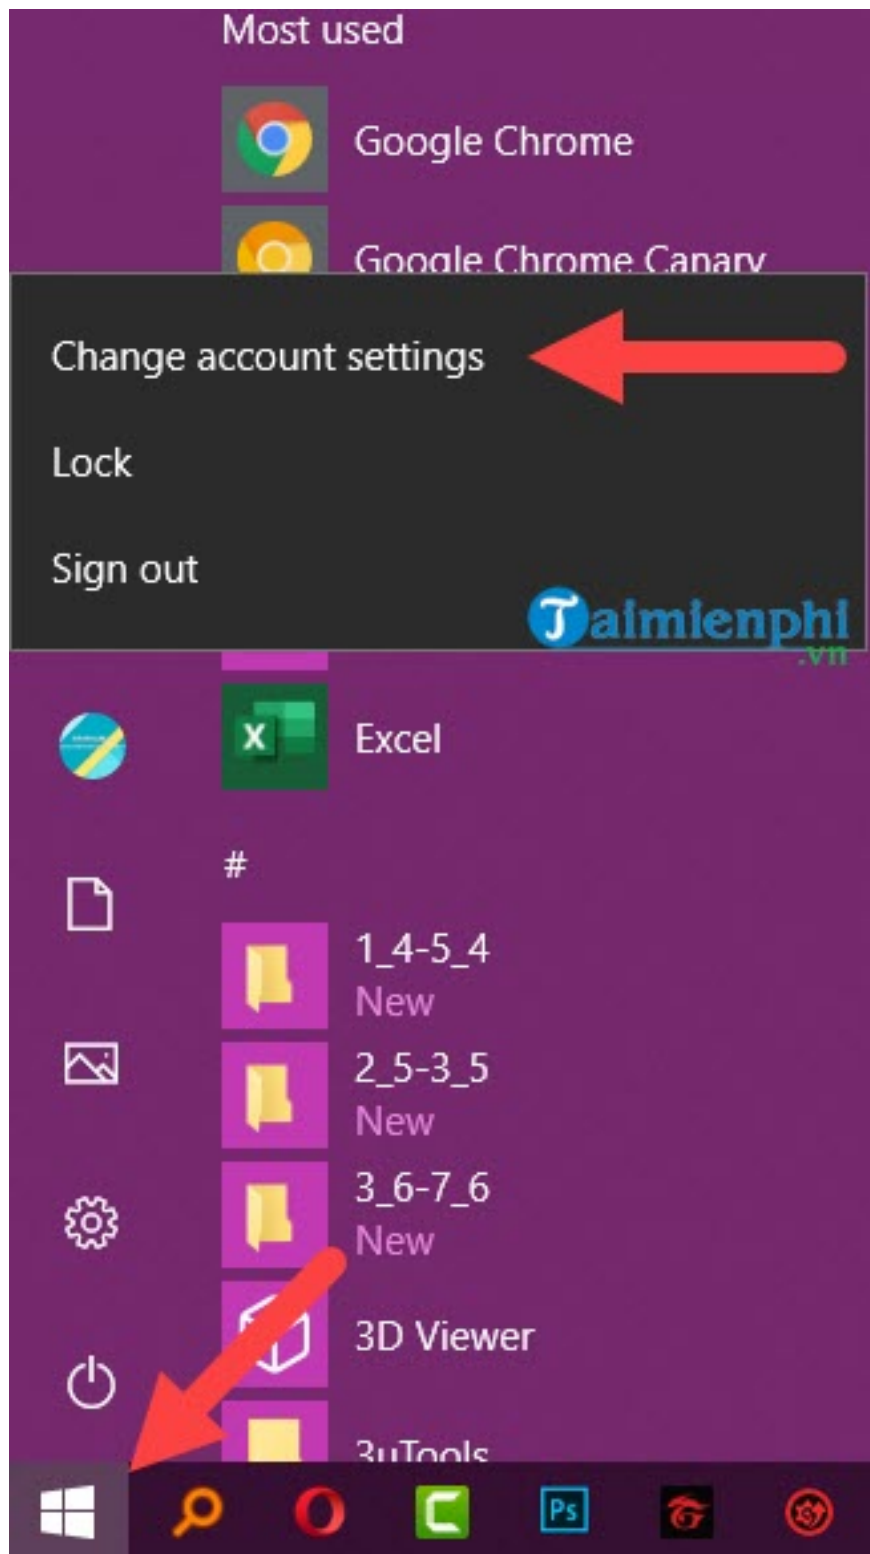 Most used
Google Chrome
Google Chrome Canary
Change account settings
Lock
Sign out
Taimienphi
.vn
Excel
#
1_4-5_4
New
2_5-3_5
New
3_6-7_6
New
3D Viewer
3uTools
Ps